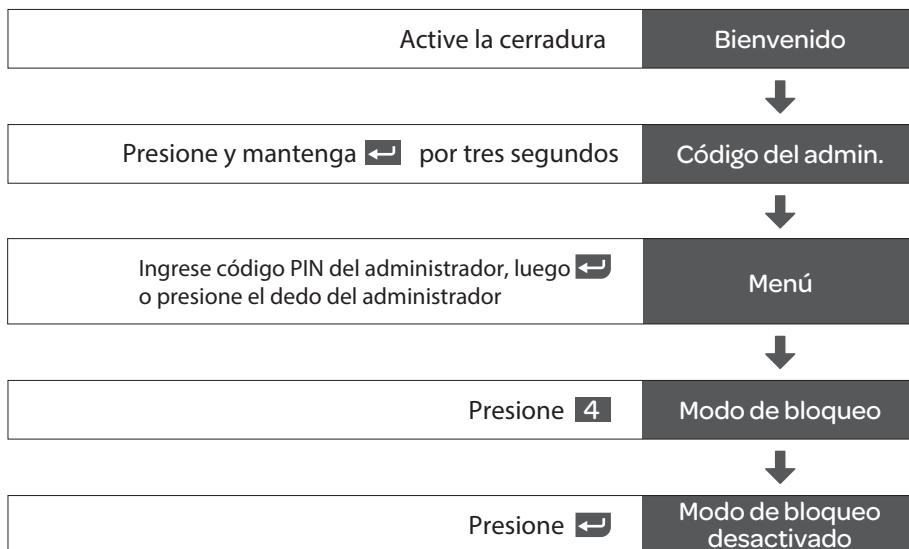 Active la cerradura
Bienvenido
Presione y mantenga por tres segundos
Código del admin.
Ingrese código PIN del administrador, luego
o presione el dedo del administrador
Menú
Presione 4
Modo de bloqueo
Presione
Modo de bloqueo
desactivado